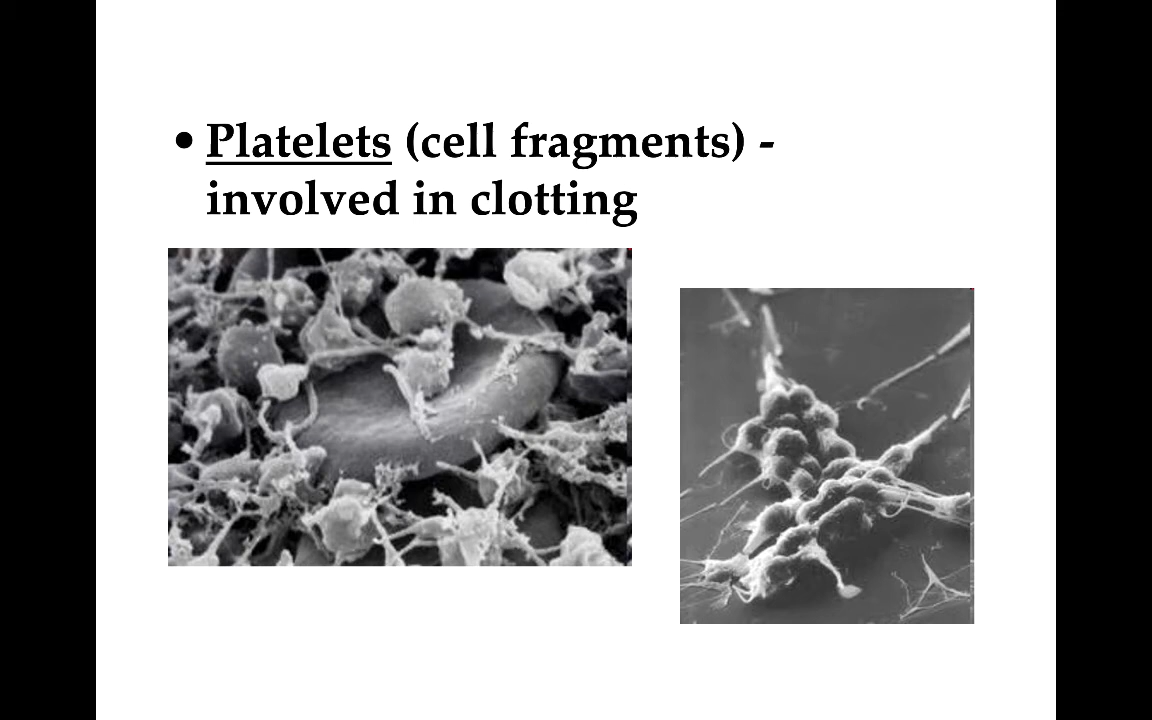 • Platelets (cell fragments) -
involved in clotting